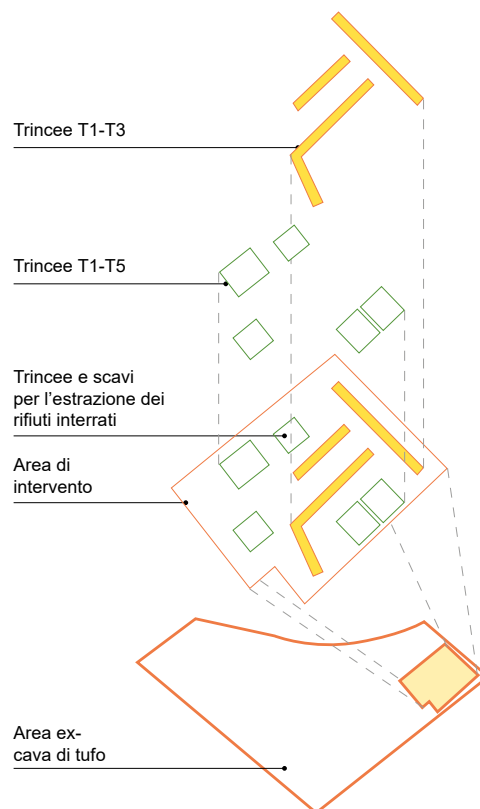 Trincee T1-T3
Trincee T1-T5
Trincee e scavi
per l'estrazione dei
rifiuti interrati
Area di
intervento
Area ex-
cava di tufo